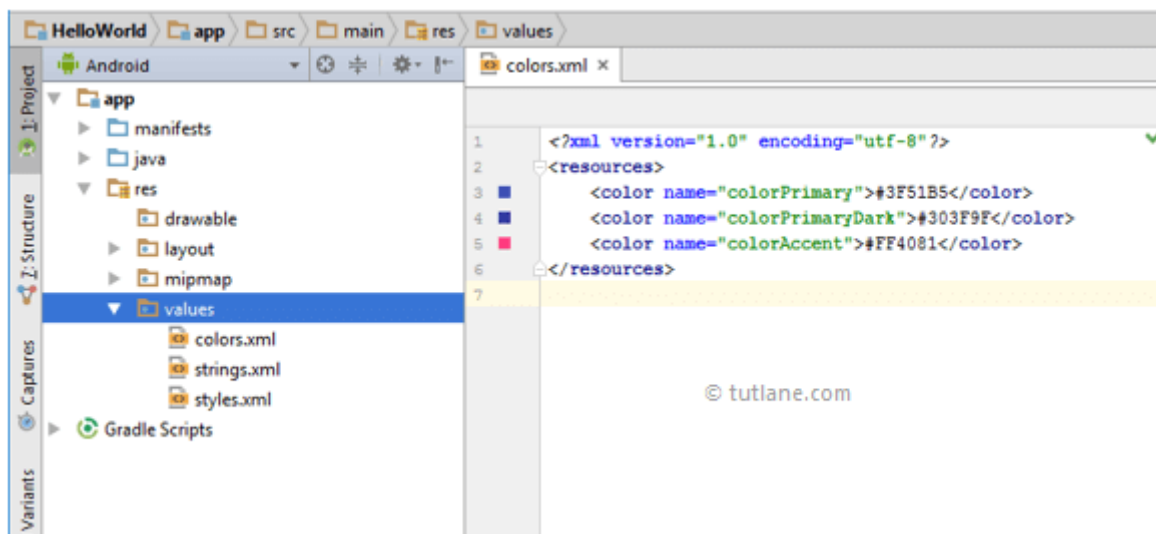 HelloWorld app src main res values
Android
colors.xml ×
1: Project
app
manifests
java
res
drawable
layout
mipmap
values
colors.xml
strings.xml
styles.xml
Gradle Scripts
Z: Structure
Captures
Variants
1 <?xml version="1.0" encoding="utf-8"?>
2 <resources>
3 <color name="colorPrimary">#3F51B5</color>
4 <color name="colorPrimaryDark">#303F9F</color>
5 <color name="colorAccent">#FF4081</color>
6 </resources>
7
© tutlane.com